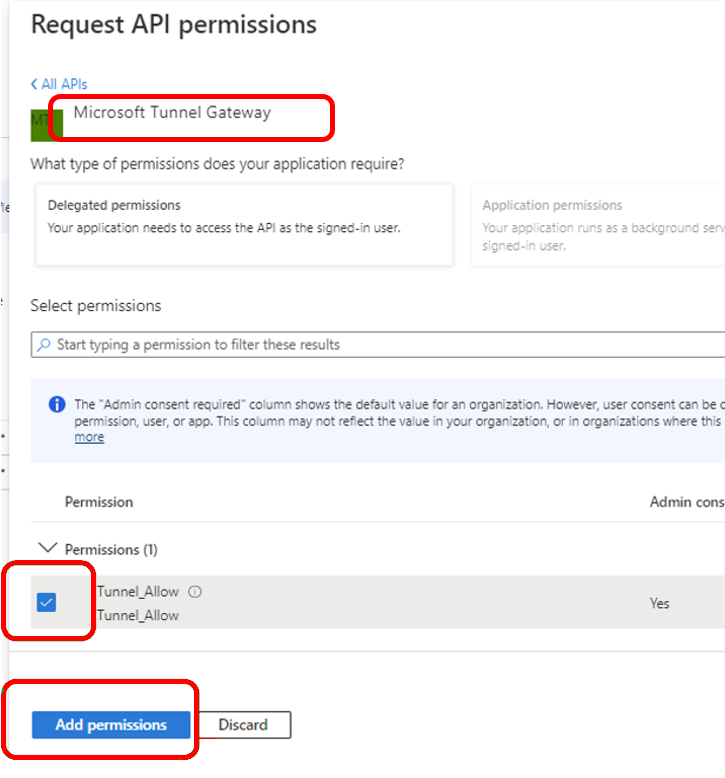 Request API permissions
All APIs
MT
Microsoft Tunnel Gateway
What type of permissions does your application require?
Delegated permissions
Your application needs to access the API as the signed-in user.
Application permissions
Your application runs as a background serv
signed-in user.
Select permissions
Start typing a permission to filter these results
The "Admin consent required" column shows the default value for an organization. However, user consent can be c
permission, user, or app. This column may not reflect the value in your organization, or in organizations where this
more
Permission
Admin cons
Permissions (1)
Tunnel_Allow
Tunnel_Allow
Yes
Add permissions
Discard